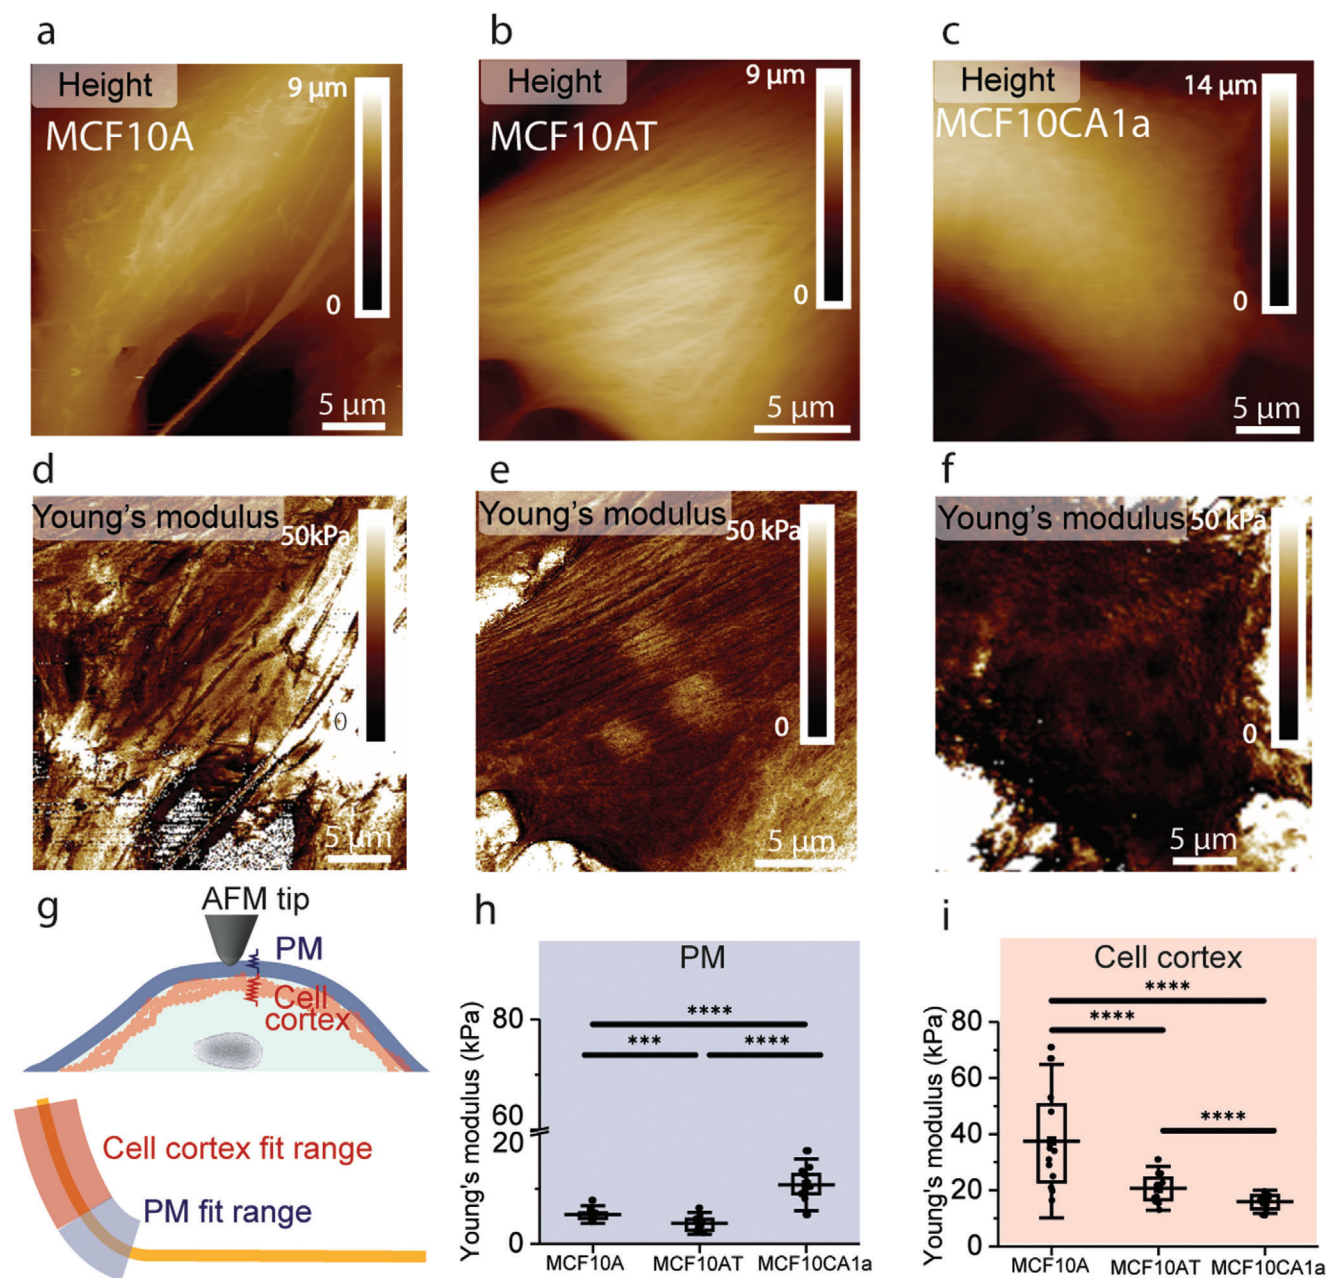 a
b
c
Height
9 μm
MCF10A
0
5 μm
Height
9 μm
MCF10AT
0
5 μm
Height
14 μm
MCF10CA1a
0
5 μm
d
e
f
Young's modulus
50kPa
0
5 μm
Young's modulus
50 kPa
0
5 μm
Young's modulus
50 kPa
0
5 μm
g
AFM tip
PM
Cell
cortex
Cell cortex fit range
PM fit range
h
PM
Young's modulus (kPa)
80
60
20
0
****
***
****
MCF10A
MCF10AT
MCF10CA1a
i
Cell cortex
Young's modulus (kPa)
80
60
40
20
0
****
****
****
MCF10A
MCF10AT
MCF10CA1a